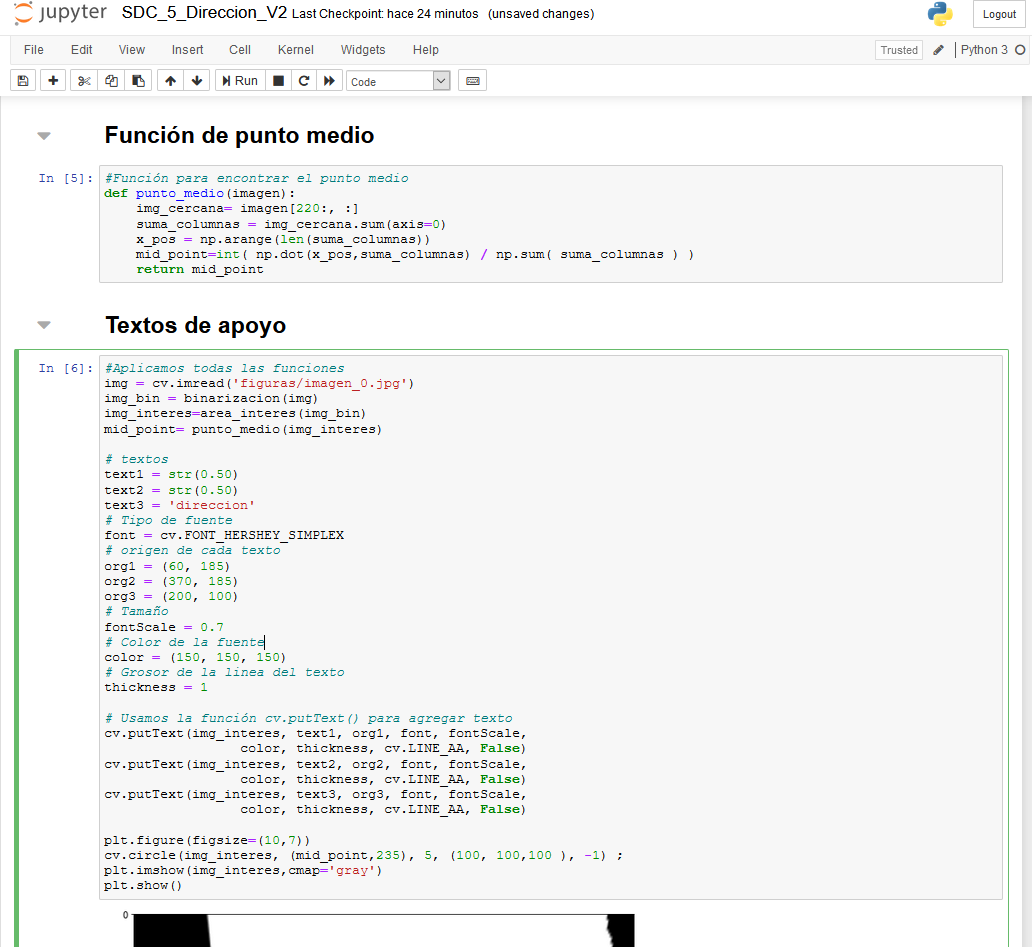 jupyter SDC_5_Direccion_V2 Last Checkpoint: hace 24 minutos (unsaved changes) Logout
File Edit View Insert Cell Kernel Widgets Help Trusted Python 3
Run Code
Función de punto medio
In [5]: #Función para encontrar el punto medio
def punto_medio(imagen):
    img_cercana= imagen[220:, :]
    suma_columnas = img_cercana.sum(axis=0)
    x_pos = np.arange(len(suma_columnas))
    mid_point=int( np.dot(x_pos,suma_columnas) / np.sum( suma_columnas ) )
    return mid_point
Textos de apoyo
In [6]: #Aplicamos todas las funciones
img = cv.imread('figuras/imagen_0.jpg')
img_bin = binarizacion(img)
img_interes=area_interes(img_bin)
mid_point= punto_medio(img_interes)
# textos
text1 = str(0.50)
text2 = str(0.50)
text3 = 'direccion'
# Tipo de fuente
font = cv.FONT_HERSHEY_SIMPLEX
# origen de cada texto
org1 = (60, 185)
org2 = (370, 185)
org3 = (200, 100)
# Tamaño
fontScale = 0.7
# Color de la fuente
color = (150, 150, 150)
# Grosor de la linea del texto
thickness = 1
# Usamos la función cv.putText() para agregar texto
cv.putText(img_interes, text1, org1, font, fontScale,
                 color, thickness, cv.LINE_AA, False)
cv.putText(img_interes, text2, org2, font, fontScale,
                 color, thickness, cv.LINE_AA, False)
cv.putText(img_interes, text3, org3, font, fontScale,
                 color, thickness, cv.LINE_AA, False)
plt.figure(figsize=(10,7))
cv.circle(img_interes, (mid_point,235), 5, (100, 100,100 ), -1) ;
plt.imshow(img_interes,cmap='gray')
plt.show()
0